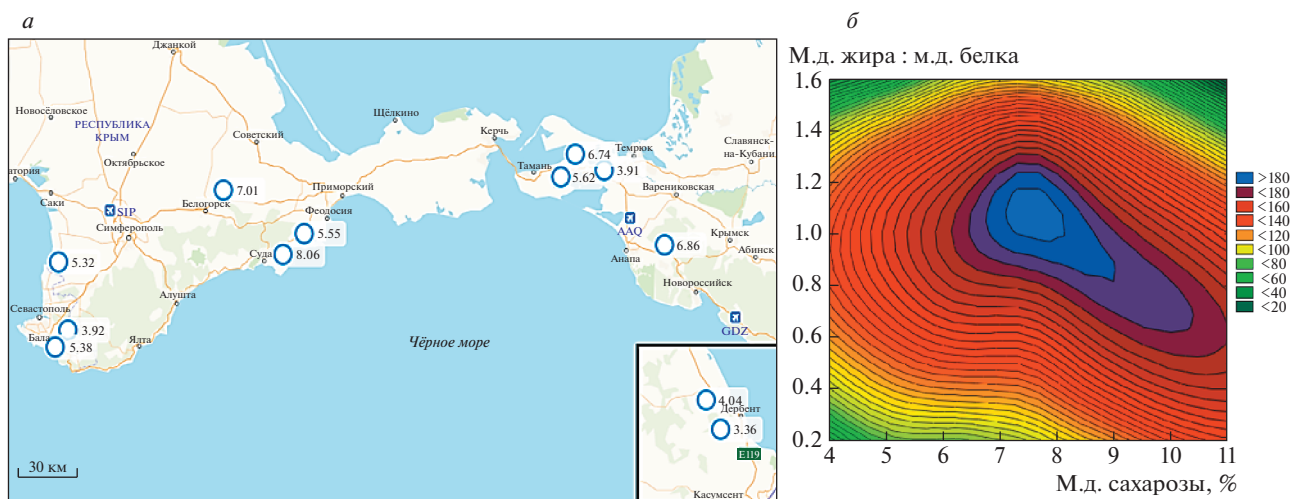 а
Джанкой
Новосёловское
РЕСПУБЛИКА
КРЫМ
Советский
Октябрьское
Щёлкино
Керчь
Тамань
Темрюк
Славянск-
на-Кубани
6.74
5.62
3.91
Варениковская
атория
Саки
SIP
Симферополь
7.01
Белогорск
Приморский
Феодосия
5.55
Суда
8.06
AAQ
Анапа
6.86
Крымск
Абинск
5.32
Алушта
Новороссийск
GDZ
Севастополь
3.92
Бала
5.38
Ялта
Чёрное море
4.04
Дербент
3.36
E119
Касумсент
30 км
б
М.д. жира : м.д. белка
1.6
1.4
1.2
1.0
0.8
0.6
0.4
0.2
4 5 6 7 8 9 10 11
М.д. сахарозы, %
>180
<180
<160
<140
<120
<100
<80
<60
<40
<20